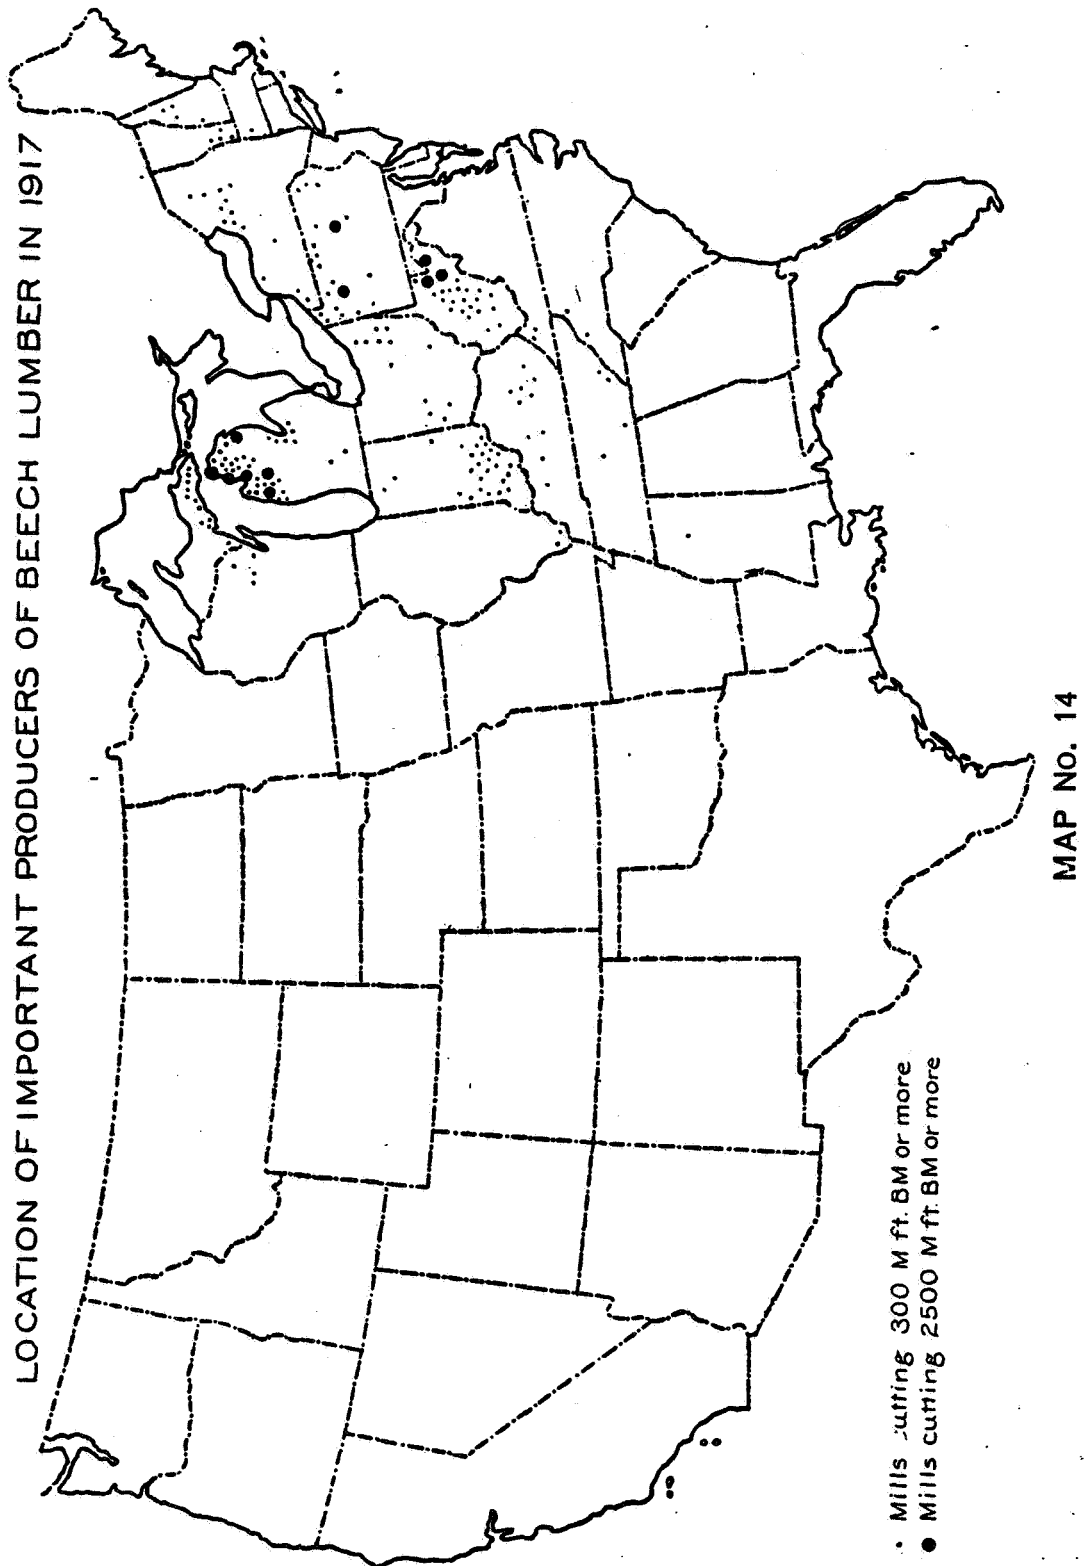 LOCATION OF IMPORTANT PRODUCERS OF BEECH LUMBER IN 1917
· Mills cutting 300 M ft. BM or more
● Mills cutting 2500 M ft. BM or more
MAP No. 14